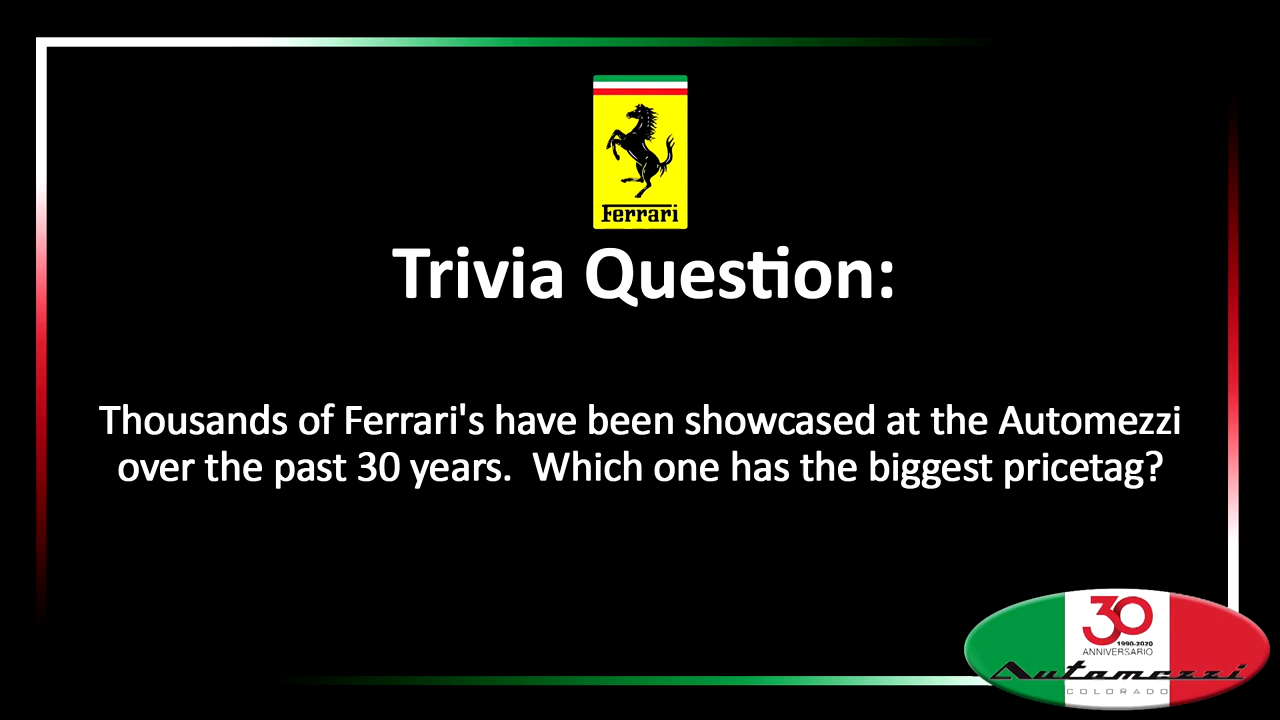 Ferrari
Trivia Question:
Thousands of Ferrari's have been showcased at the Automezzi
over the past 30 years.  Which one has the biggest pricetag?
30
1990-2020
ANNIVERSARIO
Automezzi
COLORADO